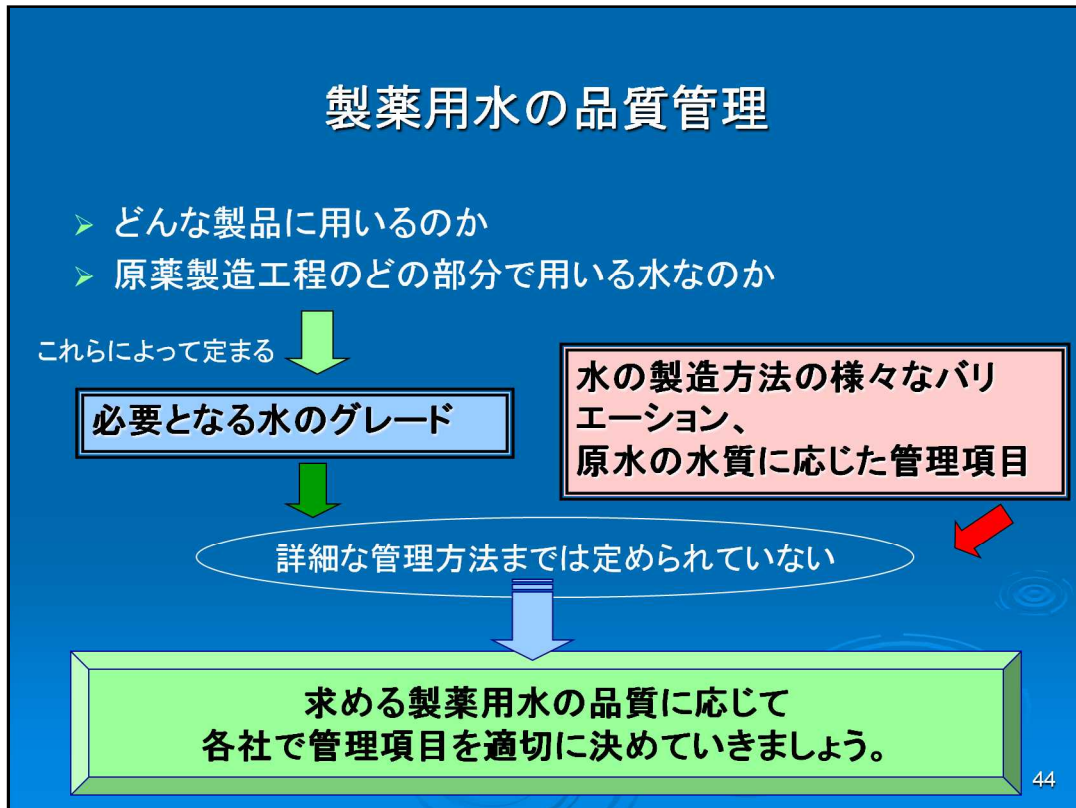 製薬用水の品質管理
どんな製品に用いるのか
原薬製造工程のどの部分で用いる水なのか
これらによって定まる
必要となる水のグレード
水の製造方法の様々なバリ
エーション、
原水の水質に応じた管理項目
詳細な管理方法までは定められていない
求める製薬用水の品質に応じて
各社で管理項目を適切に決めていきましょう。
44